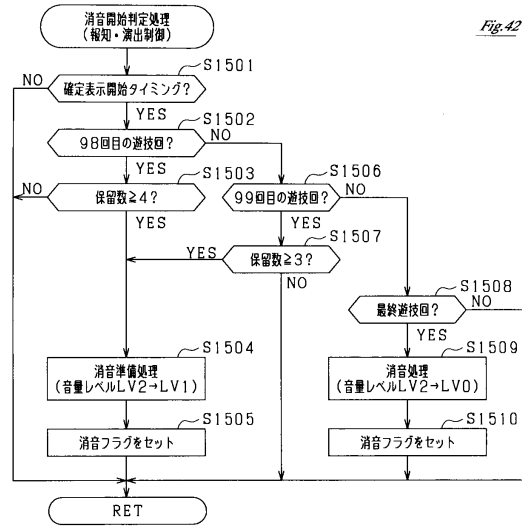 Fig.42
消音開始判定処理
(報知・演出制御)
S1501
NO
確定表示開始タイミング?
YES
S1502
98回目の遊技回?
NO
YES
S1503
NO
保留数≧4?
YES
S1506
99回目の遊技回?
NO
YES
S1507
YES
保留数≧3?
NO
S1508
最終遊技回?
NO
YES
S1504
消音準備処理
(音量レベルLV2→LV1)
S1509
消音処理
(音量レベルLV2→LV0)
S1505
消音フラグをセット
S1510
消音フラグをセット
RET